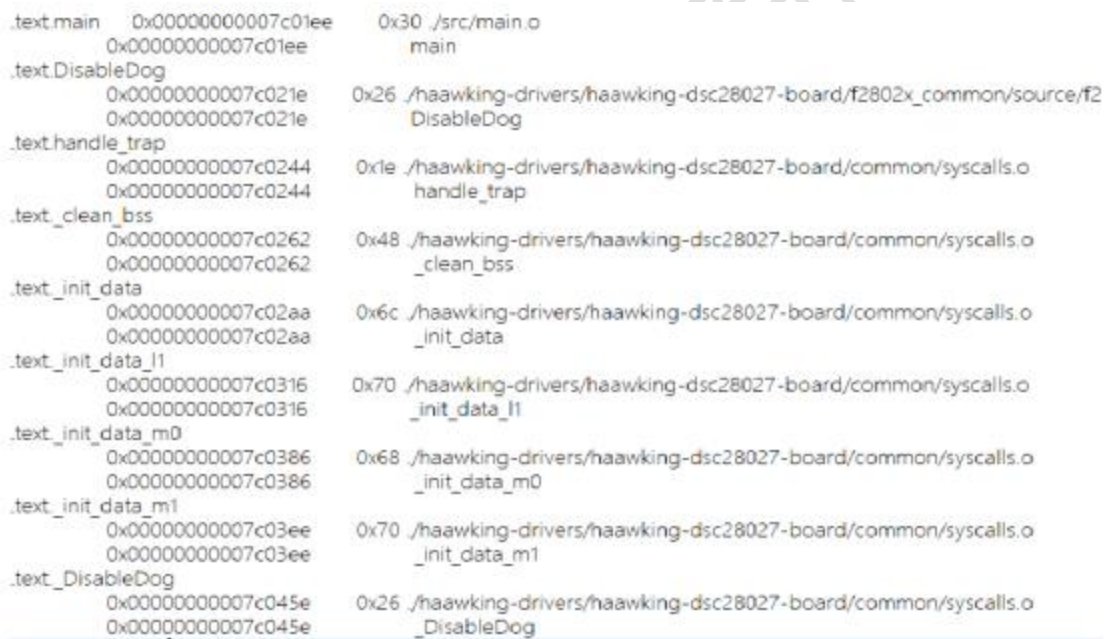 .text.main 0x00000000007c01ee 0x30 ./src/main.o
0x00000000007c01ee main
.text.DisableDog
0x00000000007c021e 0x26 ./haawking-drivers/haawking-dsc28027-board/f2802x_common/source/f2
0x00000000007c021e DisableDog
.text.handle_trap
0x00000000007c0244 0x1e ./haawking-drivers/haawking-dsc28027-board/common/syscalls.o
0x00000000007c0244 handle_trap
.text._clean_bss
0x00000000007c0262 0x48 ./haawking-drivers/haawking-dsc28027-board/common/syscalls.o
0x00000000007c0262 _clean_bss
.text._init_data
0x00000000007c02aa 0x6c ./haawking-drivers/haawking-dsc28027-board/common/syscalls.o
0x00000000007c02aa _init_data
.text._init_data_l1
0x00000000007c0316 0x70 ./haawking-drivers/haawking-dsc28027-board/common/syscalls.o
0x00000000007c0316 _init_data_l1
.text._init_data_m0
0x00000000007c0386 0x68 ./haawking-drivers/haawking-dsc28027-board/common/syscalls.o
0x00000000007c0386 _init_data_m0
.text._init_data_m1
0x00000000007c03ee 0x70 ./haawking-drivers/haawking-dsc28027-board/common/syscalls.o
0x00000000007c03ee _init_data_m1
.text._DisableDog
0x00000000007c045e 0x26 ./haawking-drivers/haawking-dsc28027-board/common/syscalls.o
0x00000000007c045e _DisableDog